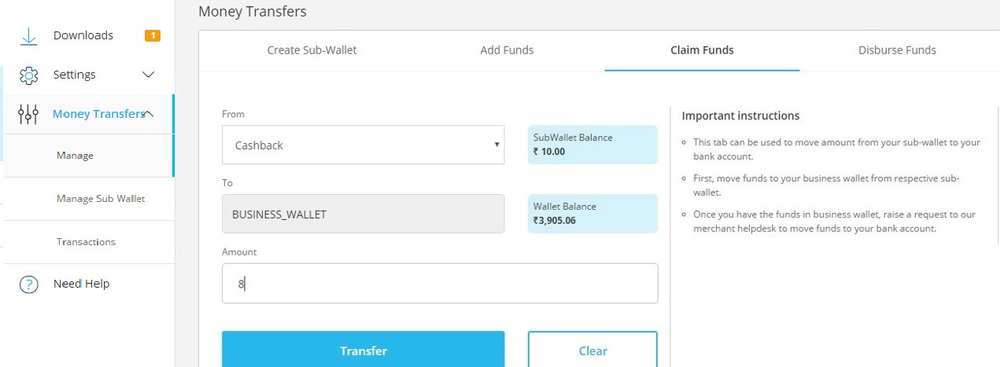 Downloads
1
Settings
Money Transfers
Manage
Manage Sub Wallet
Transactions
Need Help
Money Transfers
Create Sub-Wallet
Add Funds
Claim Funds
Disburse Funds
From
Cashback
SubWallet Balance
₹ 10.00
To
BUSINESS_WALLET
Wallet Balance
₹3,905.06
Amount
8
Transfer
Clear
Important instructions
This tab can be used to move amount from your sub-wallet to your
bank account.
First, move funds to your business wallet from respective sub-
wallet.
Once you have the funds in business wallet, raise a request to our
merchant helpdesk to move funds to your bank account.